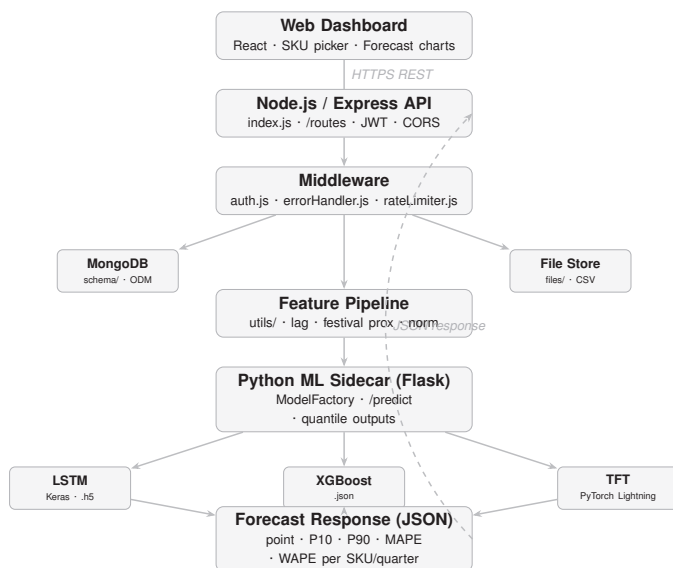 Web Dashboard
React · SKU picker · Forecast charts
HTTPS REST
Node.js / Express API
index.js · /routes · JWT · CORS
Middleware
auth.js · errorHandler.js · rateLimiter.js
MongoDB
schema/ · ODM
File Store
files/ · CSV
Feature Pipeline
utils/ · lag · festival prox · norm
JSON response
Python ML Sidecar (Flask)
ModelFactory · /predict
· quantile outputs
LSTM
Keras · .h5
XGBoost
.json
TFT
PyTorch Lightning
Forecast Response (JSON)
point · P10 · P90 · MAPE
· WAPE per SKU/quarter